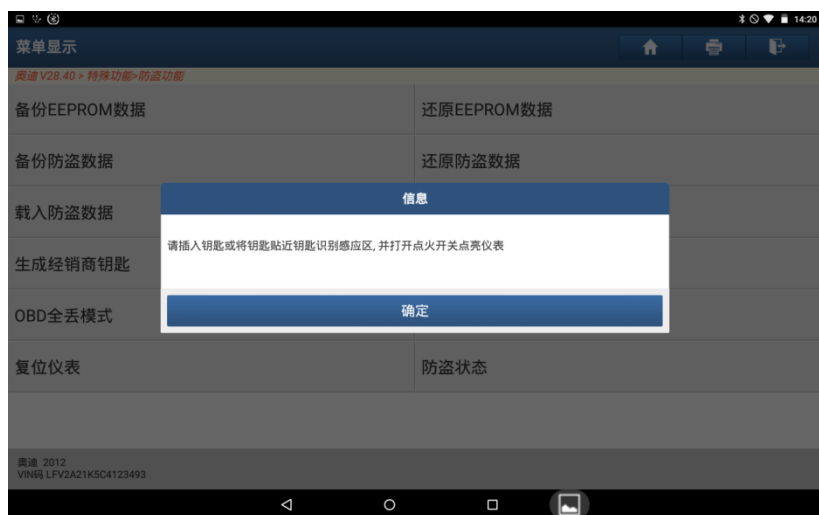 14:20
菜单显示
奥迪 V28.40 > 特殊功能>防盗功能
备份EEPROM数据
还原EEPROM数据
备份防盗数据
还原防盗数据
载入防盗数据
信息
请插入钥匙或将钥匙贴近钥匙识别感应区, 并打开点火开关点亮仪表
确定
生成经销商钥匙
OBD全丢模式
复位仪表
防盗状态
奥迪 2012
VIN码 LFV2A21K5C4123493